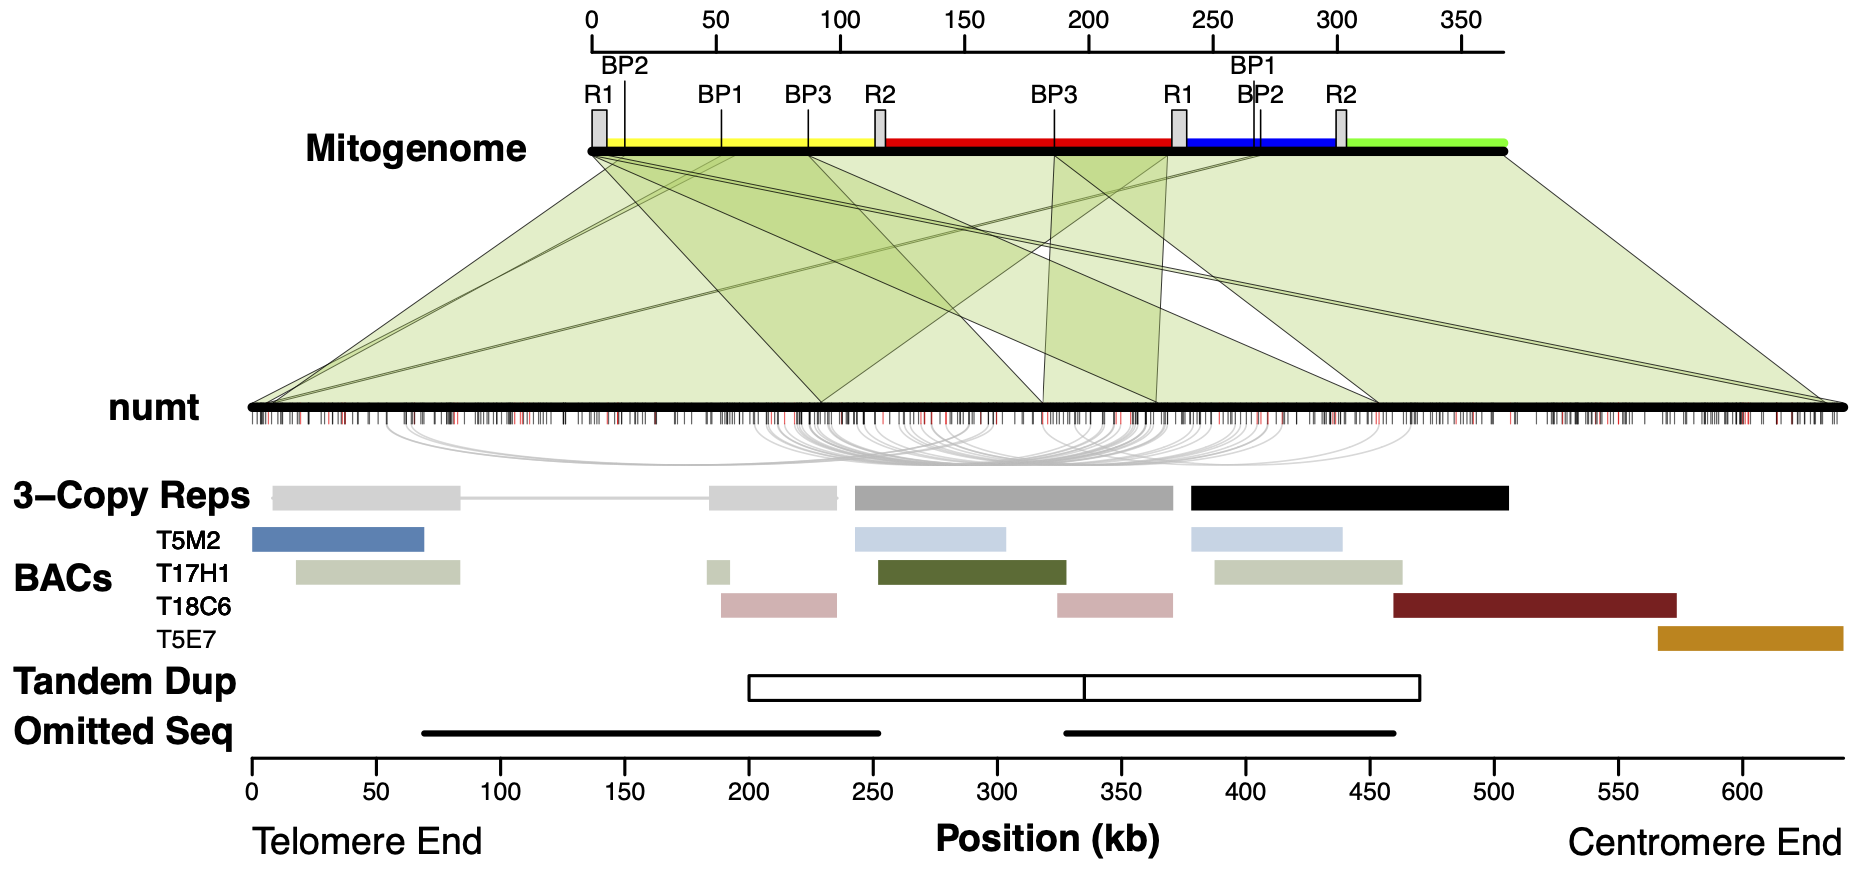 0 50 100 150 200 250 300 350
BP2 BP1
R1 BP1 BP3 R2 BP3 R1 BP2 R2
Mitogenome
numt
3−Copy Reps
T5M2
BACs T17H1
T18C6
T5E7
Tandem Dup
Omitted Seq
0 50 100 150 200 250 300 350 400 450 500 550 600
Telomere End Position (kb) Centromere End